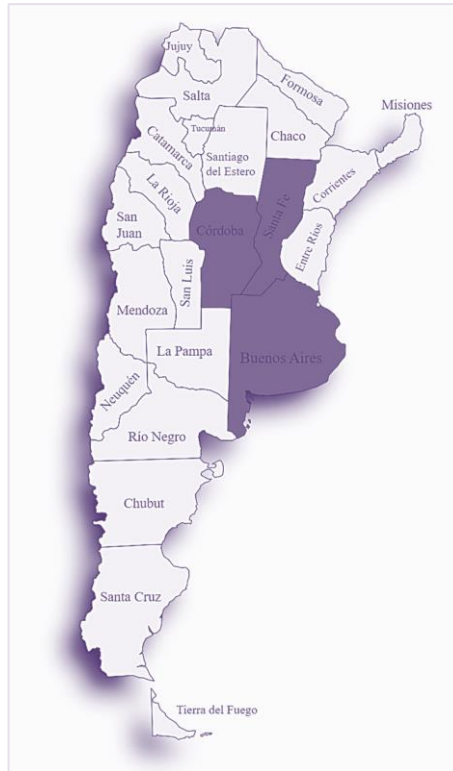 Jujuy
Formosa
Salta
Misiones
Tucumán
Chaco
Catamarca
Santiago
del Estero
Corrientes
La Rioja
San
Juan
Córdoba
Santa Fe
Entre Ríos
San Luis
Mendoza
La Pampa
Buenos Aires
Neuquén
Río Negro
Chubut
Santa Cruz
Tierra del Fuego